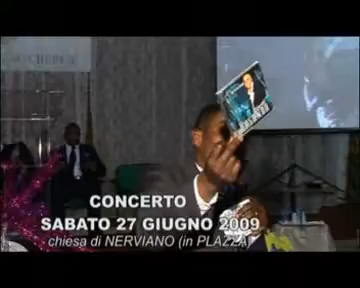 CONCERTO
SABATO 27 GIUGNO 2009
chiesa di NERVIANO (in PLAZZA)